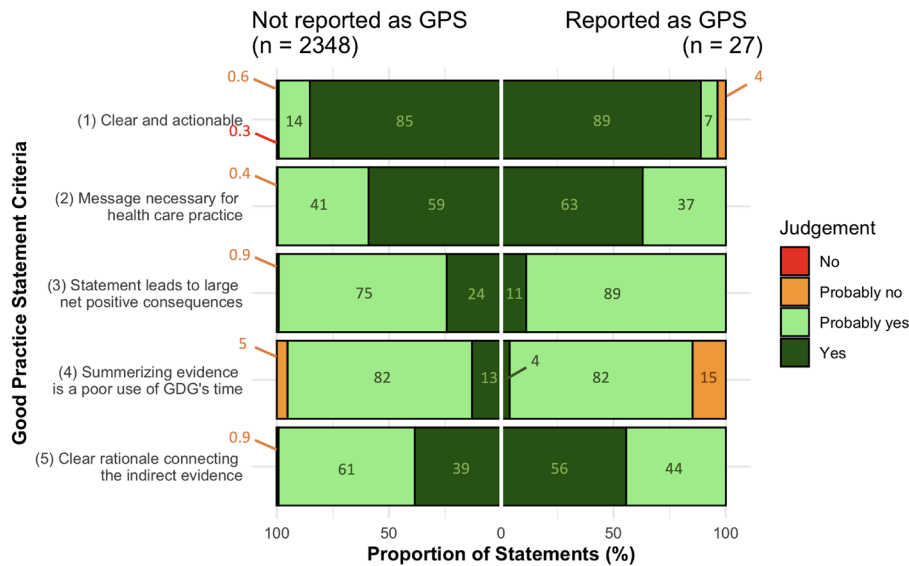 Not reported as GPS
(n = 2348)
Reported as GPS
(n = 27)
Good Practice Statement Criteria
0.6
4
(1) Clear and actionable
0.3
14
85
89
7
0.4
(2) Message necessary for
health care practice
41
59
63
37
0.9
(3) Statement leads to large
net positive consequences
75
24
11
89
5
4
(4) Summerizing evidence
is a poor use of GDG's time
82
13
82
15
0.9
(5) Clear rationale connecting
the indirect evidence
61
39
56
44
100
50
0
50
100
Proportion of Statements (%)
Judgement
No
Probably no
Probably yes
Yes